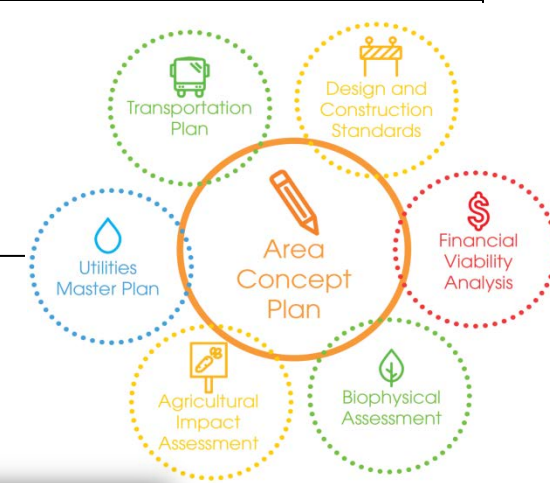 Transportation
Plan
Design and
Construction
Standards
Area
Concept
Plan
Financial
Viability
Analysis
Utilities
Master Plan
Agricultural
Impact
Assessment
Biophysical
Assessment